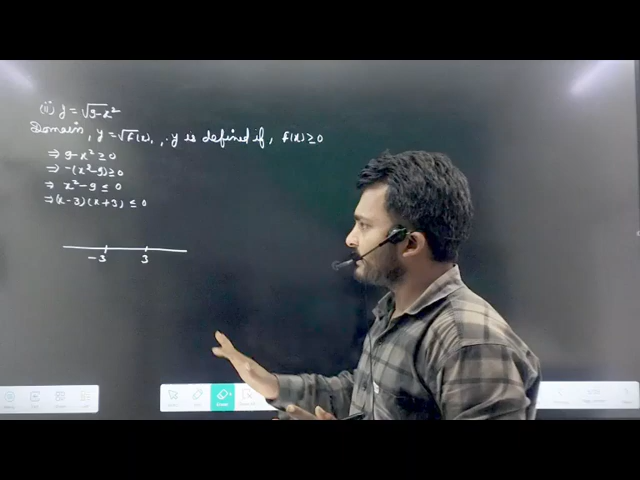 (ii) y = √9-x²
Domain, y = √f(x), ∴ y is defined if, f(x) ≥ 0
⇒ 9-x² ≥ 0
⇒ -(x²-9) ≥ 0
⇒ x²-9 ≤ 0
⇒ (x-3)(x+3) ≤ 0
-3 3